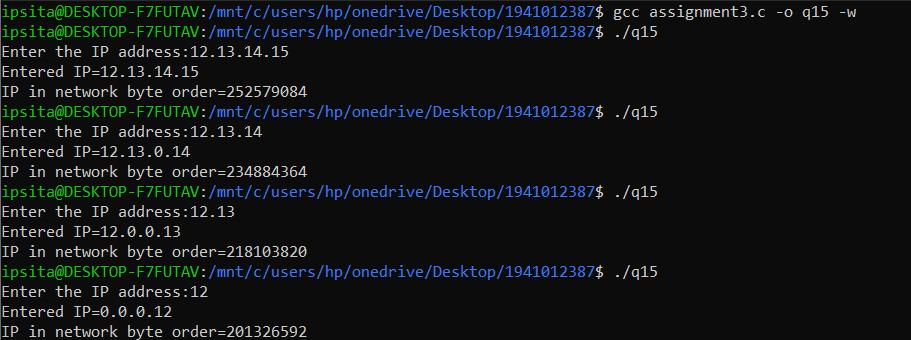 ipsita@DESKTOP-F7FUTAV:/mnt/c/users/hp/onedrive/Desktop/1941012387$ gcc assignment3.c -o q15 -w
ipsita@DESKTOP-F7FUTAV:/mnt/c/users/hp/onedrive/Desktop/1941012387$ ./q15
Enter the IP address:12.13.14.15
Entered IP=12.13.14.15
IP in network byte order=252579084
ipsita@DESKTOP-F7FUTAV:/mnt/c/users/hp/onedrive/Desktop/1941012387$ ./q15
Enter the IP address:12.13.14
Entered IP=12.13.0.14
IP in network byte order=234884364
ipsita@DESKTOP-F7FUTAV:/mnt/c/users/hp/onedrive/Desktop/1941012387$ ./q15
Enter the IP address:12.13
Entered IP=12.0.0.13
IP in network byte order=218103820
ipsita@DESKTOP-F7FUTAV:/mnt/c/users/hp/onedrive/Desktop/1941012387$ ./q15
Enter the IP address:12
Entered IP=0.0.0.12
IP in network byte order=201326592